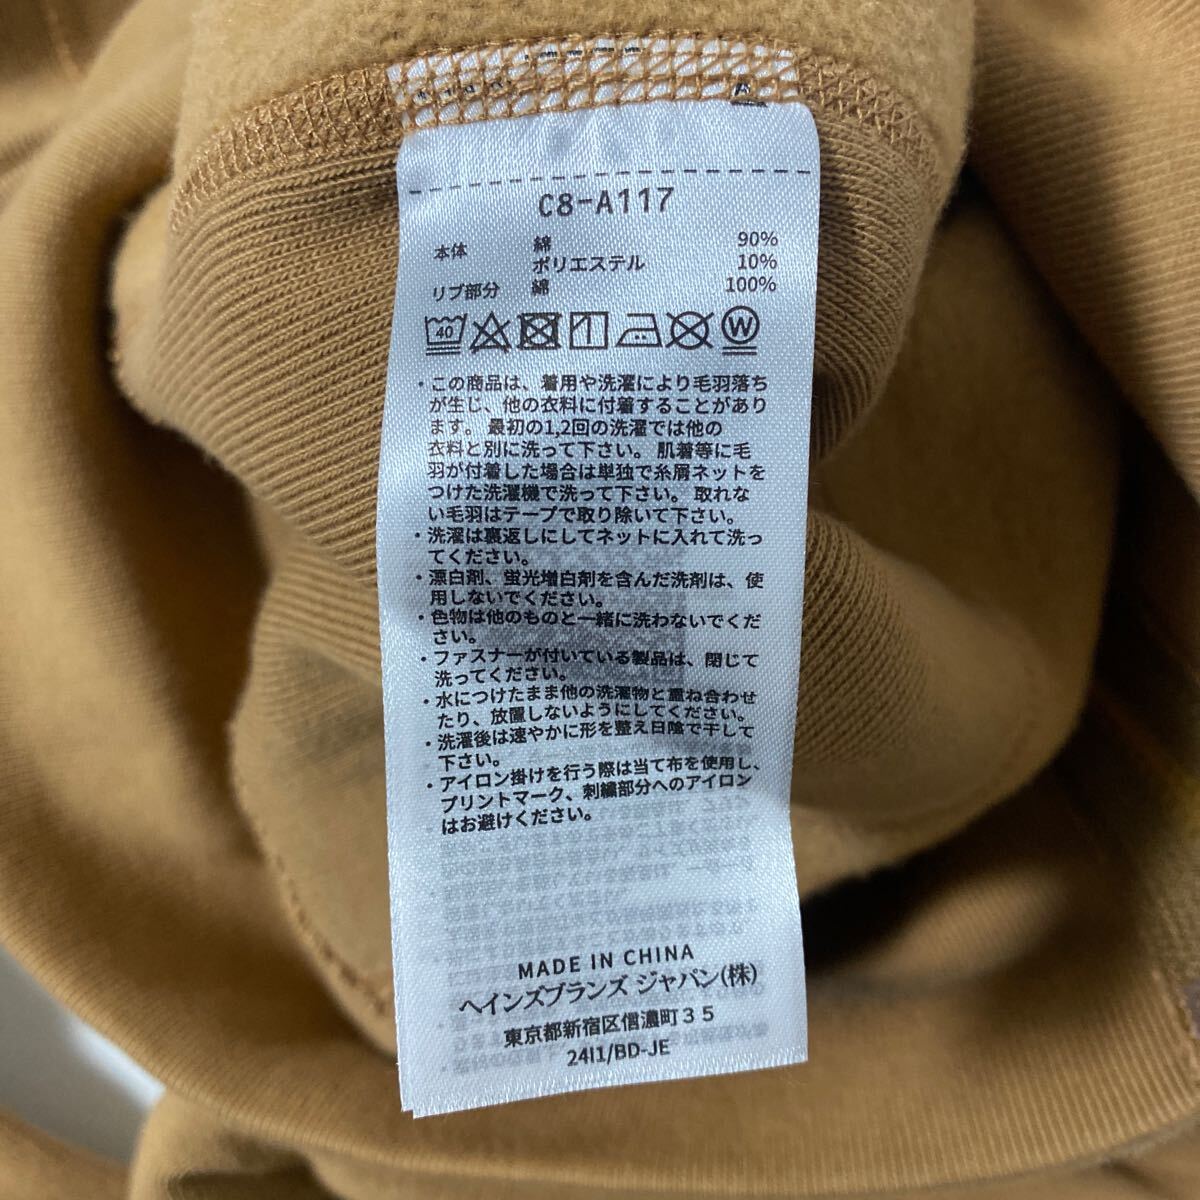 C8-A117
本体 綿 90%
ポリエステル 10%
リブ部分 綿 100%
40 W
・この商品は、着用や洗濯により毛羽落ち
が生じ、他の衣料に付着することがあり
ます。 最初の1,2回の洗濯では他の
衣料と別に洗って下さい。 肌着等に毛
羽が付着した場合は単独で糸屑ネットを
つけた洗濯機で洗って下さい。 取れな
い毛羽はテープで取り除いて下さい。
・洗濯は裏返しにしてネットに入れて洗っ
てください。
・漂白剤、蛍光増白剤を含んだ洗剤は、使
用しないでください。
・色物は他のものと一緒に洗わないでくだ
さい。
・ファスナーが付いている製品は、閉じて
洗ってください。
・水につけたまま他の洗濯物と重ね合わせ
たり、放置しないようにしてください。
・洗濯後は速やかに形を整え日陰で干して
下さい。
・アイロン掛けを行う際は当て布を使用し、
プリントマーク、刺繍部分へのアイロン
はお避けください。
MADE IN CHINA
ヘインズブランズ ジャパン(株)
東京都新宿区信濃町３５
24I1/BD-JE